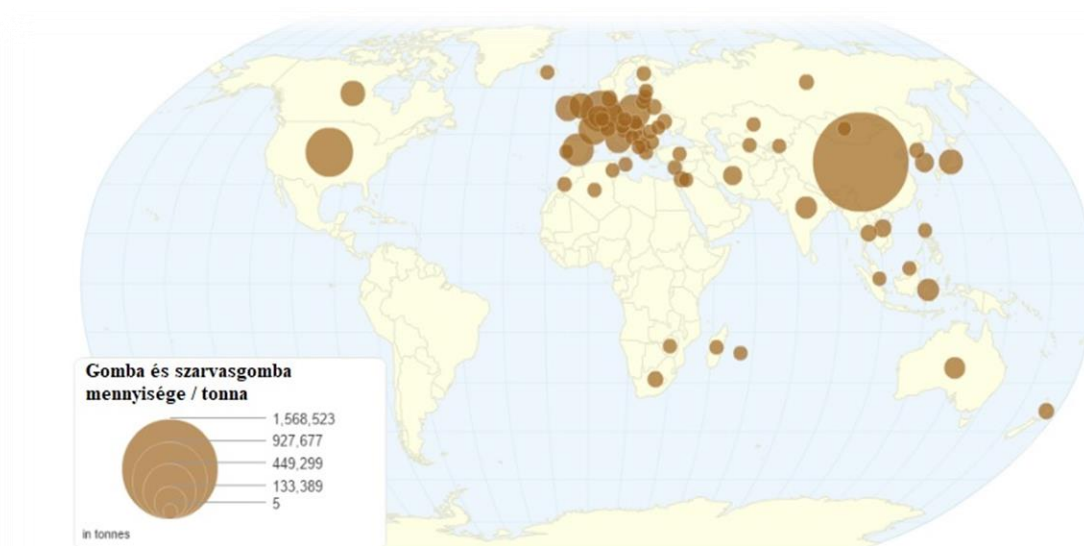 Gomba és szarvasgomba
mennyisége / tonna
1,568,523
927,677
449,299
133,389
5
in tonnes